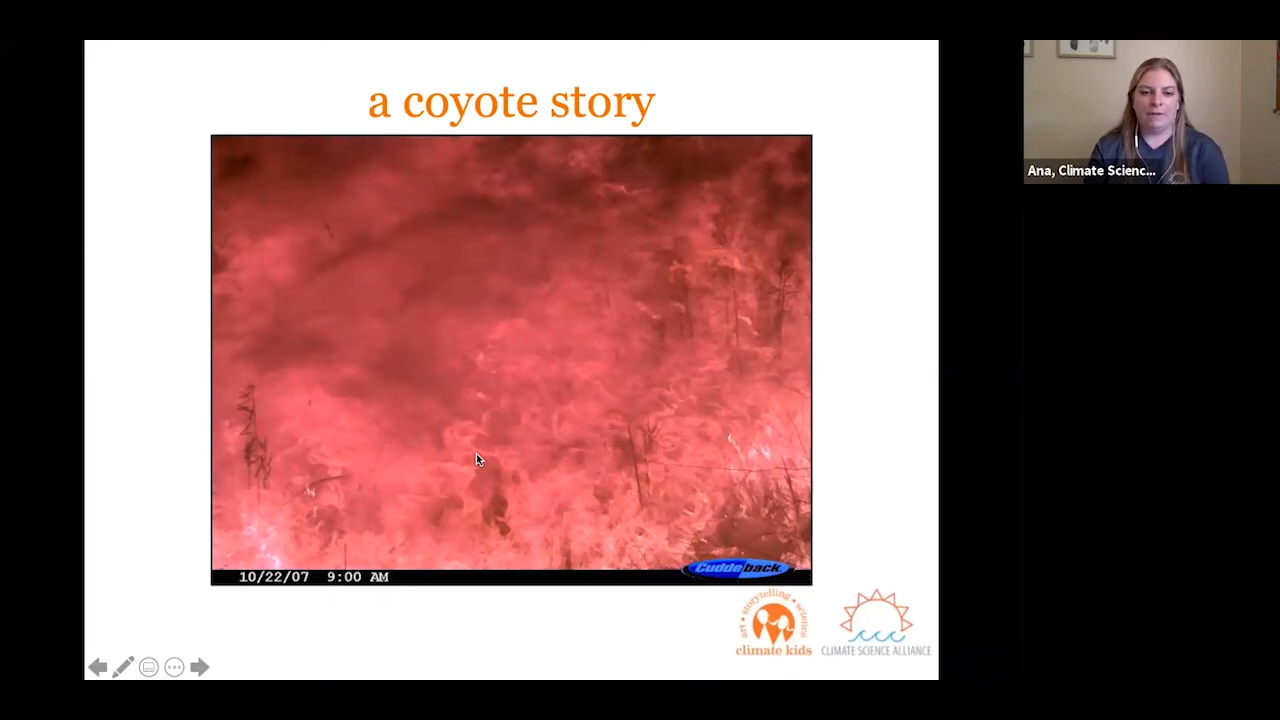 a coyote story
Ana, Climate Scienc...
10/22/07 9:00 AM
Cuddeback
art • storytelling • science
climate kids
CLIMATE SCIENCE ALLIANCE